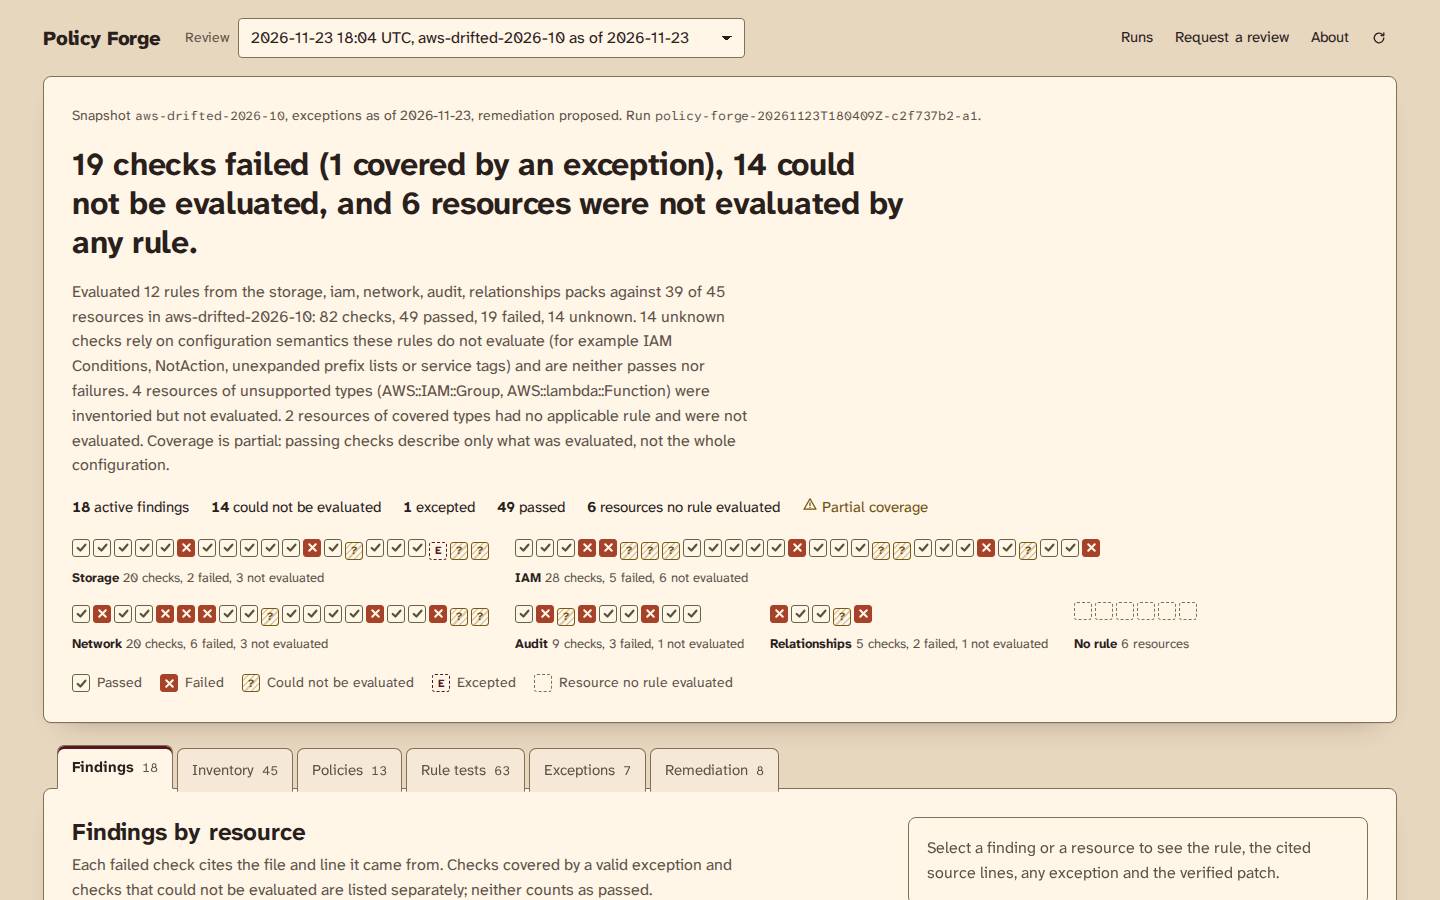 Policy Forge
Review
2026-11-23 18:04 UTC, aws-drifted-2026-10 as of 2026-11-23
Runs
Request a review
About
Snapshot aws-drifted-2026-10, exceptions as of 2026-11-23, remediation proposed. Run policy-forge-20261123T180409Z-c2f737b2-a1.
19 checks failed (1 covered by an exception), 14 could
not be evaluated, and 6 resources were not evaluated by
any rule.
Evaluated 12 rules from the storage, iam, network, audit, relationships packs against 39 of 45
resources in aws-drifted-2026-10: 82 checks, 49 passed, 19 failed, 14 unknown. 14 unknown
checks rely on configuration semantics these rules do not evaluate (for example IAM
Conditions, NotAction, unexpanded prefix lists or service tags) and are neither passes nor
failures. 4 resources of unsupported types (AWS::IAM::Group, AWS::lambda::Function) were
inventoried but not evaluated. 2 resources of covered types had no applicable rule and were not
evaluated. Coverage is partial: passing checks describe only what was evaluated, not the whole
configuration.
18 active findings
14 could not be evaluated
1 excepted
49 passed
6 resources no rule evaluated
Partial coverage
? E ? ?
? ? ? ? ? ?
Storage 20 checks, 2 failed, 3 not evaluated
IAM 28 checks, 5 failed, 6 not evaluated
? ? ?
?
?
Network 20 checks, 6 failed, 3 not evaluated
Audit 9 checks, 3 failed, 1 not evaluated
Relationships 5 checks, 2 failed, 1 not evaluated
No rule 6 resources
Passed
Failed
? Could not be evaluated
E Excepted
Resource no rule evaluated
Findings 18
Inventory 45
Policies 13
Rule tests 63
Exceptions 7
Remediation 8
Findings by resource
Each failed check cites the file and line it came from. Checks covered by a valid exception and
checks that could not be evaluated are listed separately; neither counts as passed.
Select a finding or a resource to see the rule, the cited
source lines, any exception and the verified patch.